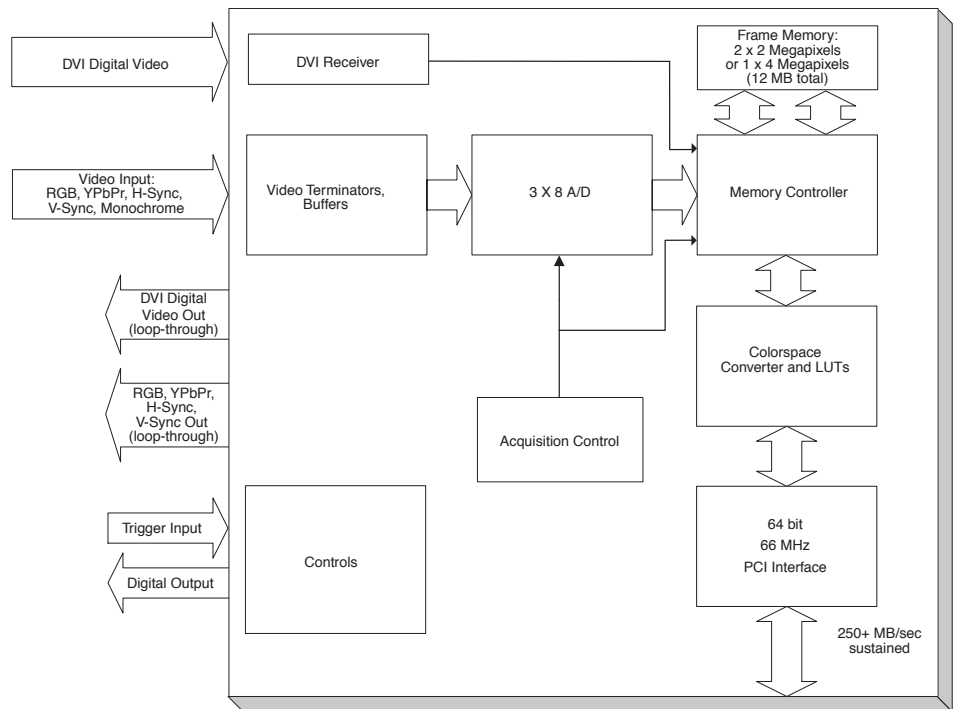 DVI Digital Video
DVI Receiver
Frame Memory:
2 x 2 Megapixels
or 1 x 4 Megapixels
(12 MB total)
Video Input:
RGB, YPbPr, H-Sync,
V-Sync, Monochrome
Video Terminators,
Buffers
3 X 8 A/D
Memory Controller
DVI Digital
Video Out
(loop-through)
Colorspace
Converter and LUTs
RGB, YPbPr,
H-Sync,
V-Sync Out
(loop-through)
Acquisition Control
Trigger Input
Digital Output
Controls
64 bit
66 MHz
PCI Interface
250+ MB/sec
sustained